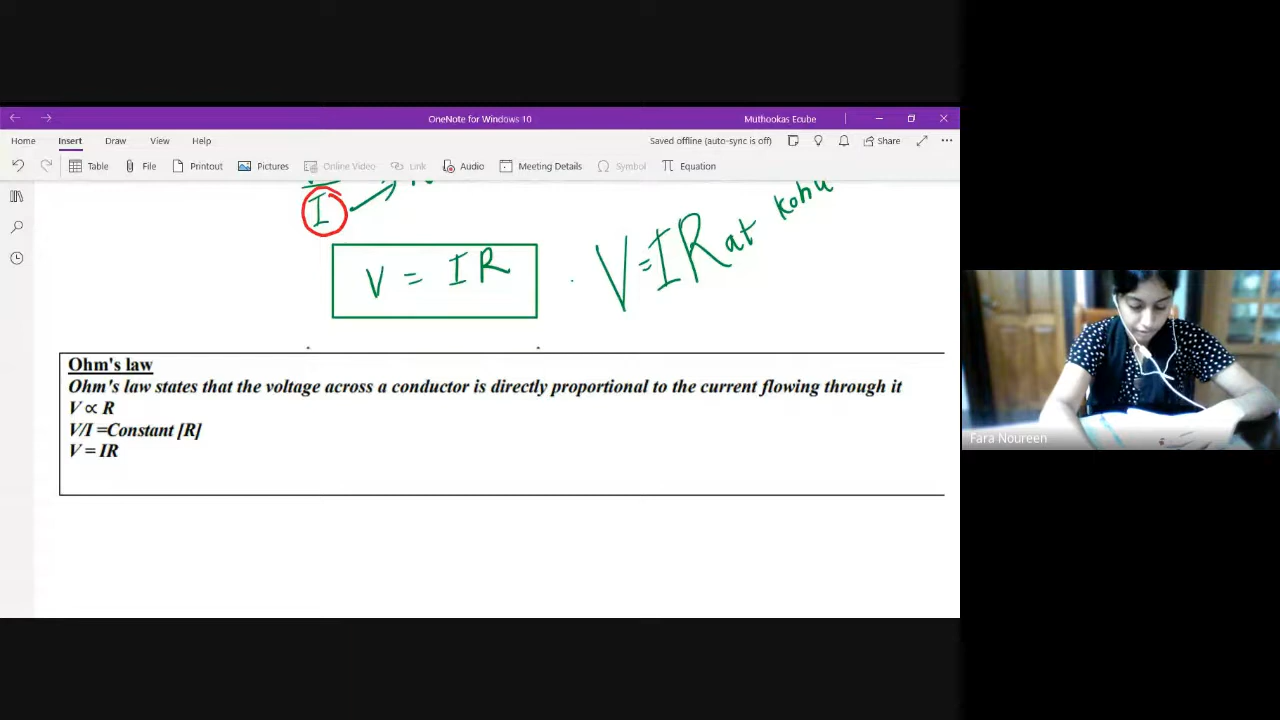 OneNote for Windows 10
Muthookas Ecube
Home Insert Draw View Help
Saved offline (auto-sync is off) Share
Table File Printout Pictures Online Video Link Audio Meeting Details Symbol Equation
I
V = IR
V=IR at
Ohm's law
Ohm's law states that the voltage across a conductor is directly proportional to the current flowing through it
V ∝ R
V/I =Constant [R]
V = IR
Fara Noureen